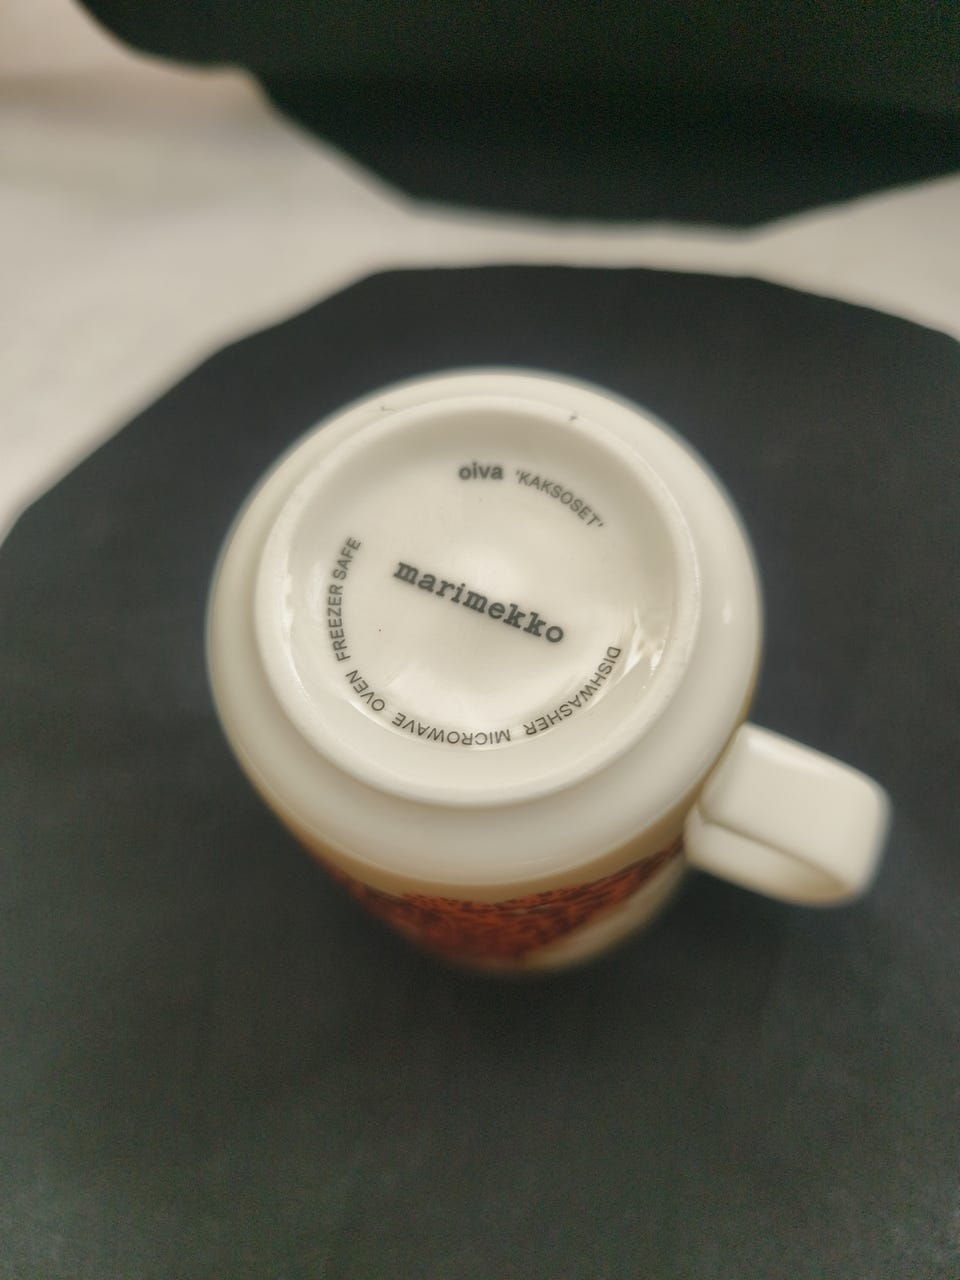 oiva 'KAKSOSET'
marimekko
DISHWASHER MICROWAVE OVEN FREEZER SAFE